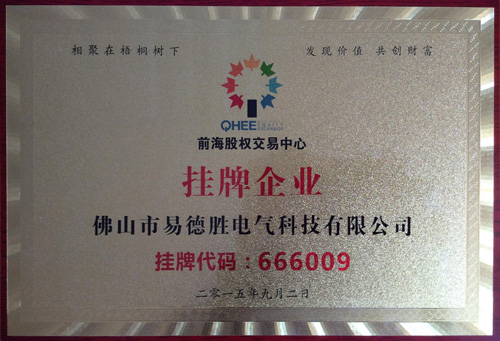 相聚在梧桐树下
发现价值 共创财富
QHEE EQUITY EXCHANGE
前海股权交易中心
挂牌企业
佛山市易德胜电气科技有限公司
挂牌代码：666009
二零一五年九月二日